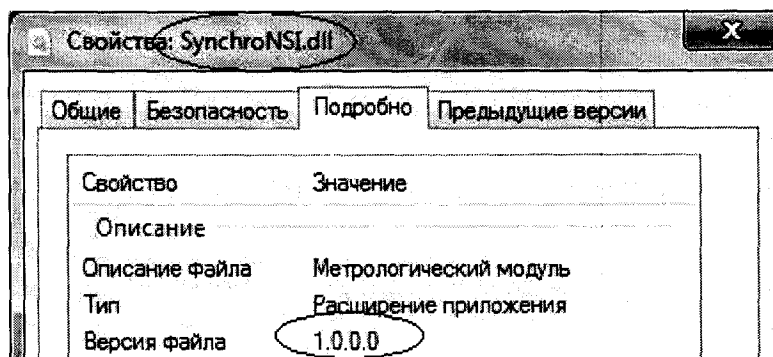 Свойства: SynchroNSI.dll
Общие Безопасность Подробно Предыдущие версии
Свойство Значение
Описание
Описание файла Метрологический модуль
Тип Расширение приложения
Версия файла 1.0.0.0